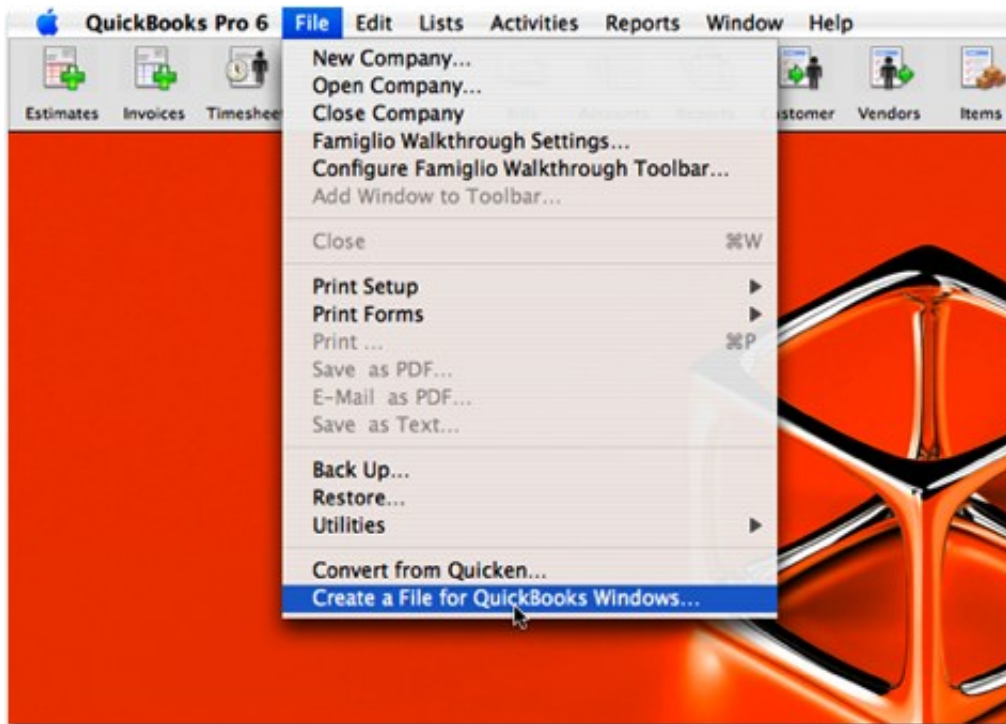 QuickBooks Pro 6 File Edit Lists Activities Reports Window Help
Estimates Invoices Timeshee stomer Vendors Items
New Company...
Open Company...
Close Company
Famiglio Walkthrough Settings...
Configure Famiglio Walkthrough Toolbar...
Add Window to Toolbar...
Close ⌘W
Print Setup
Print Forms
Print ... ⌘P
Save as PDF...
E-Mail as PDF...
Save as Text...
Back Up...
Restore...
Utilities
Convert from Quicken...
Create a File for QuickBooks Windows...